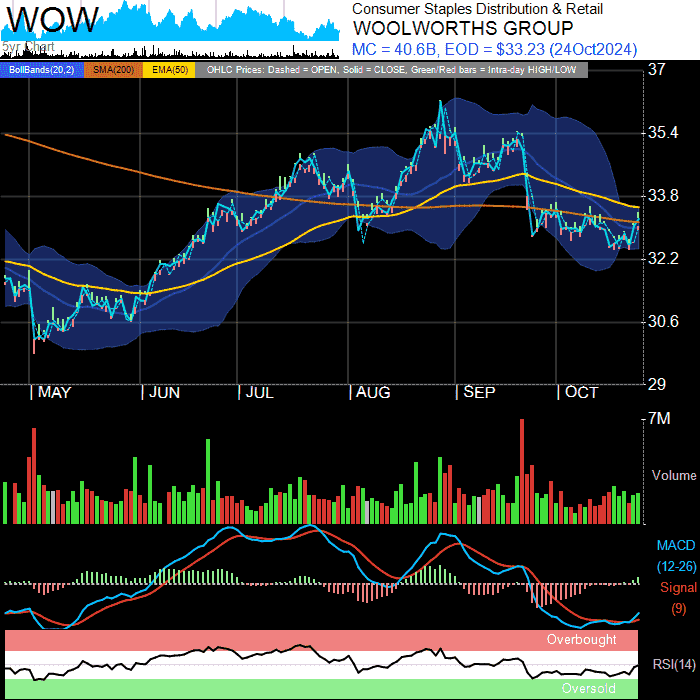 WOW
5yr Chart
Consumer Staples Distribution & Retail
WOOLWORTHS GROUP
MC = 40.6B, EOD = $33.23 (24Oct2024)
BollBands(20,2) SMA(200) EMA(50) OHLC Prices: Dashed = OPEN, Solid = CLOSE, Green/Red bars = Intra-day HIGH/LOW
37
35.4
33.8
32.2
30.6
29
| MAY | JUN | JUL | AUG | SEP | OCT
7M
Volume
MACD
(12-26)
Signal
(9)
Overbought
RSI(14)
Oversold